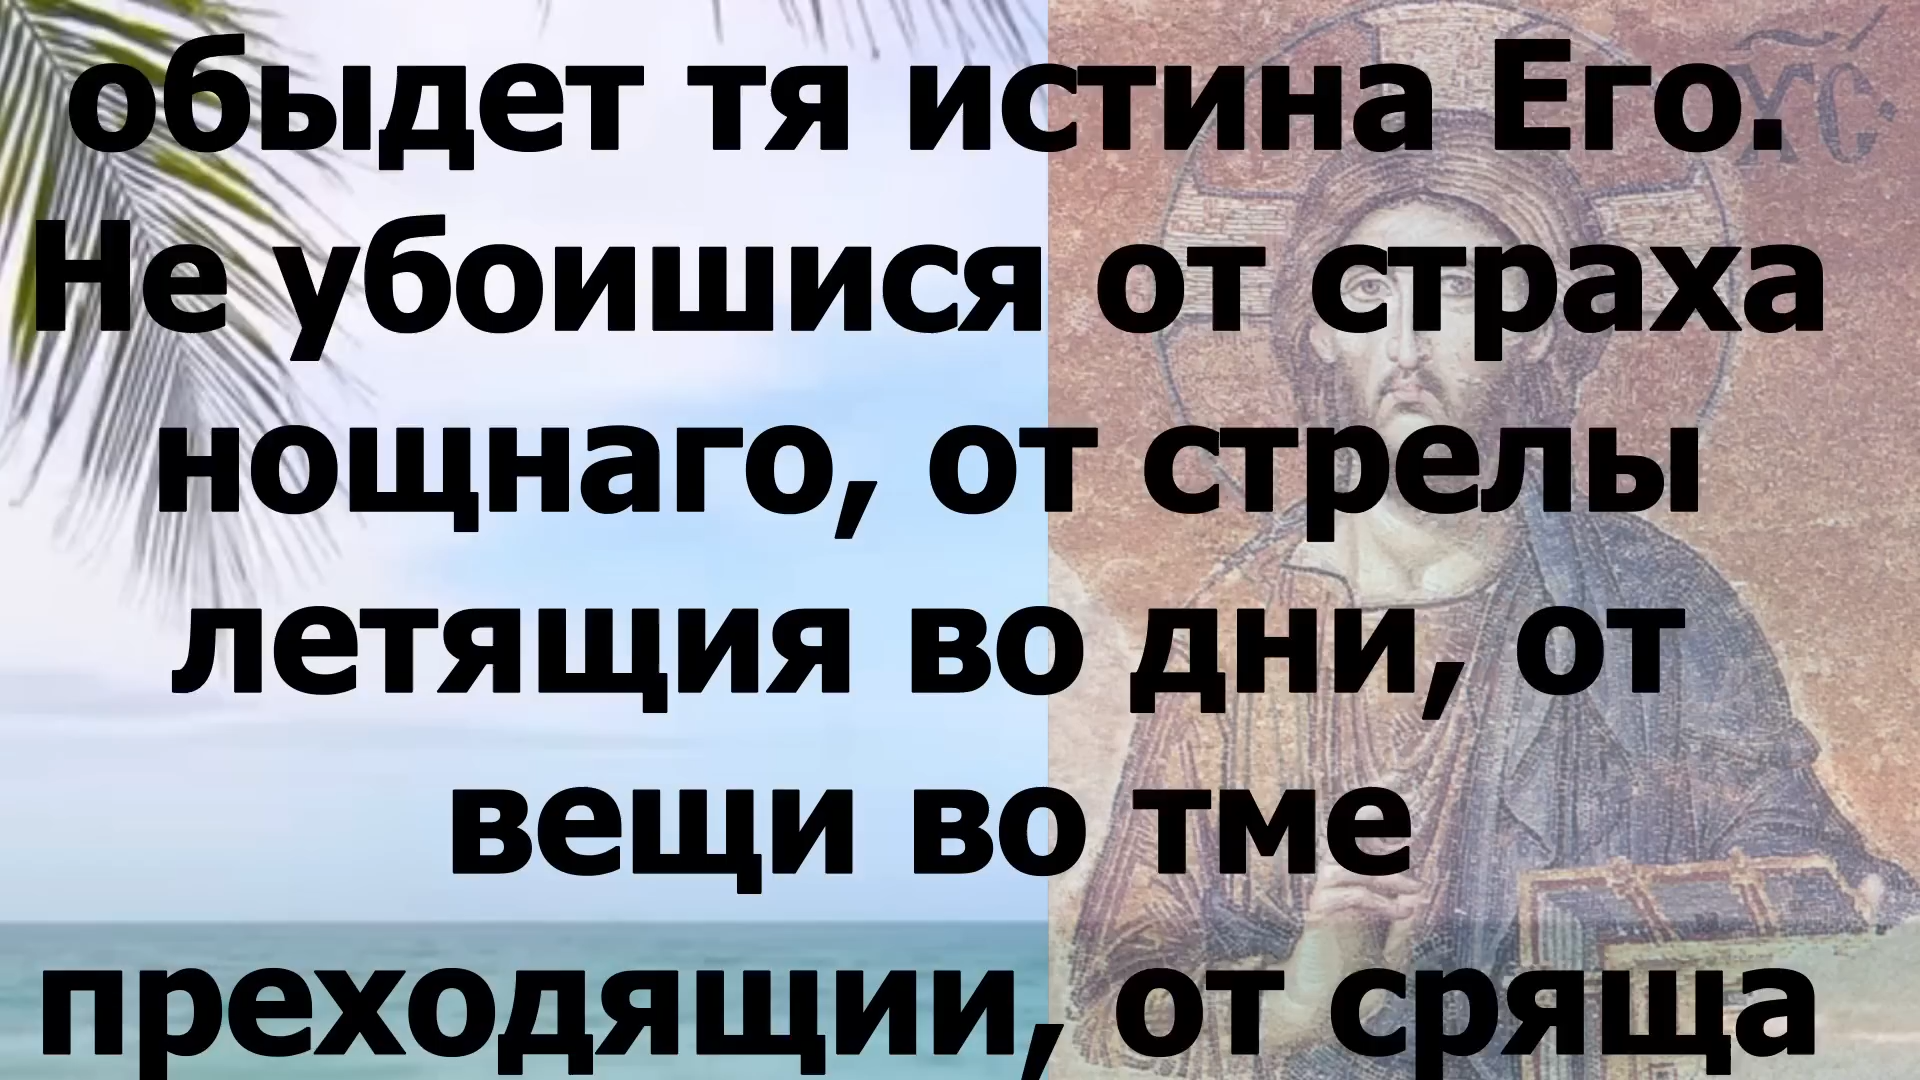 обыдет тя истина Его.
Не убоишися от страха
нощнаго, от стрелы
летящия во дни, от
вещи во тме
преходящии, от сряща